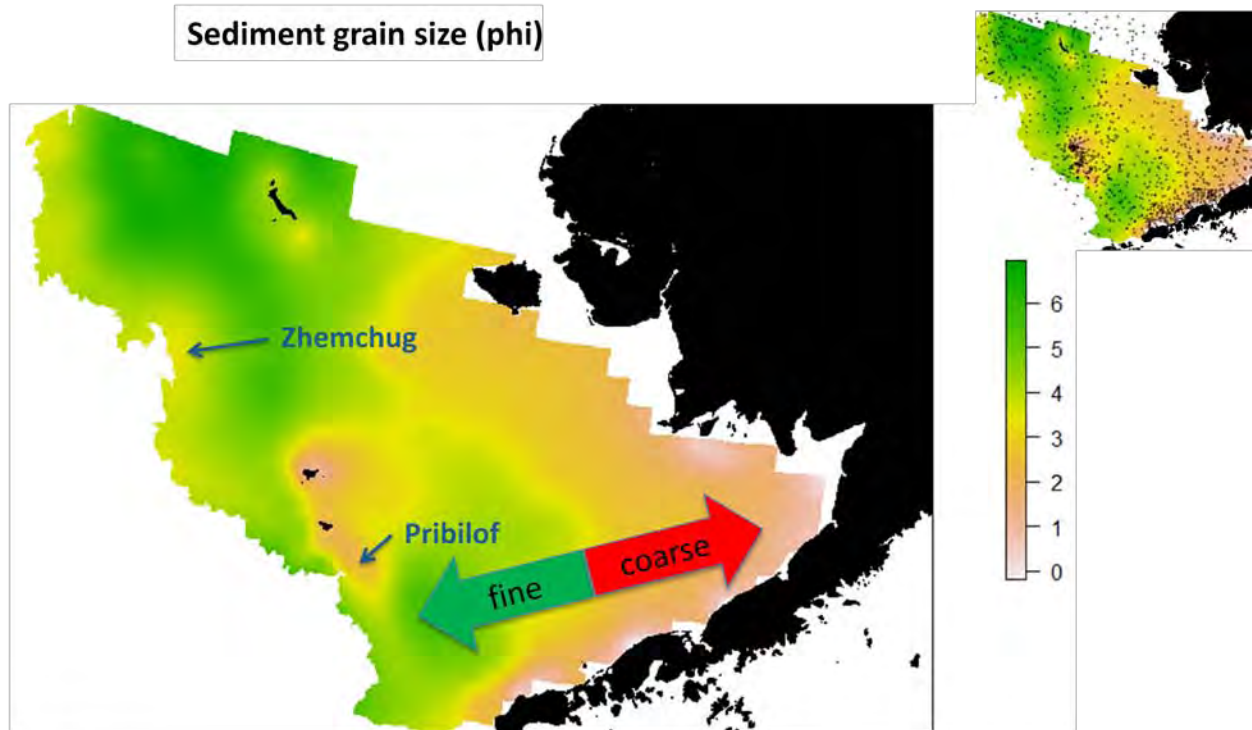 Sediment grain size (phi)
Zhemchug
Pribilof
fine
coarse
6
5
4
3
2
1
0